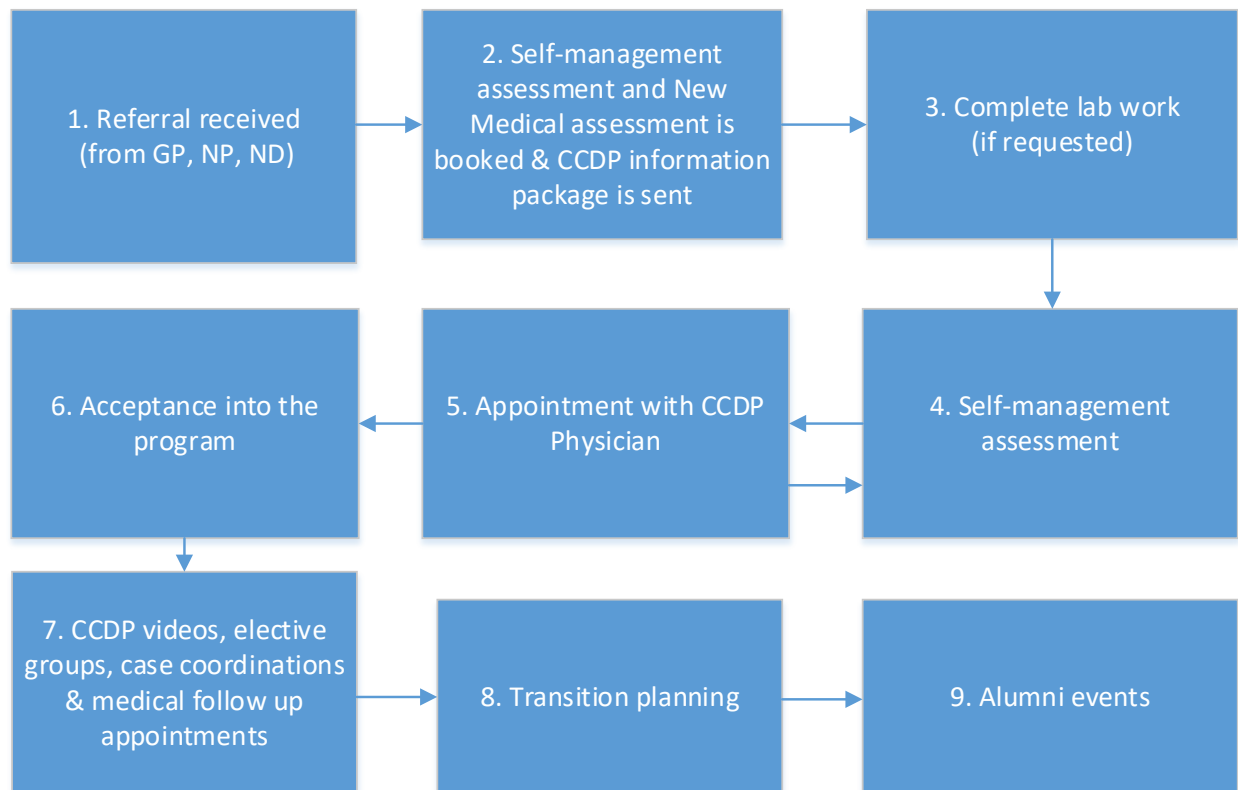 1. Referral received
(from GP, NP, ND)
2. Self-management
assessment and New
Medical assessment is
booked & CCDP information
package is sent
3. Complete lab work
(if requested)
4. Self-management
assessment
5. Appointment with CCDP
Physician
6. Acceptance into the
program
7. CCDP videos, elective
groups, case coordinations
& medical follow up
appointments
8. Transition planning
9. Alumni events